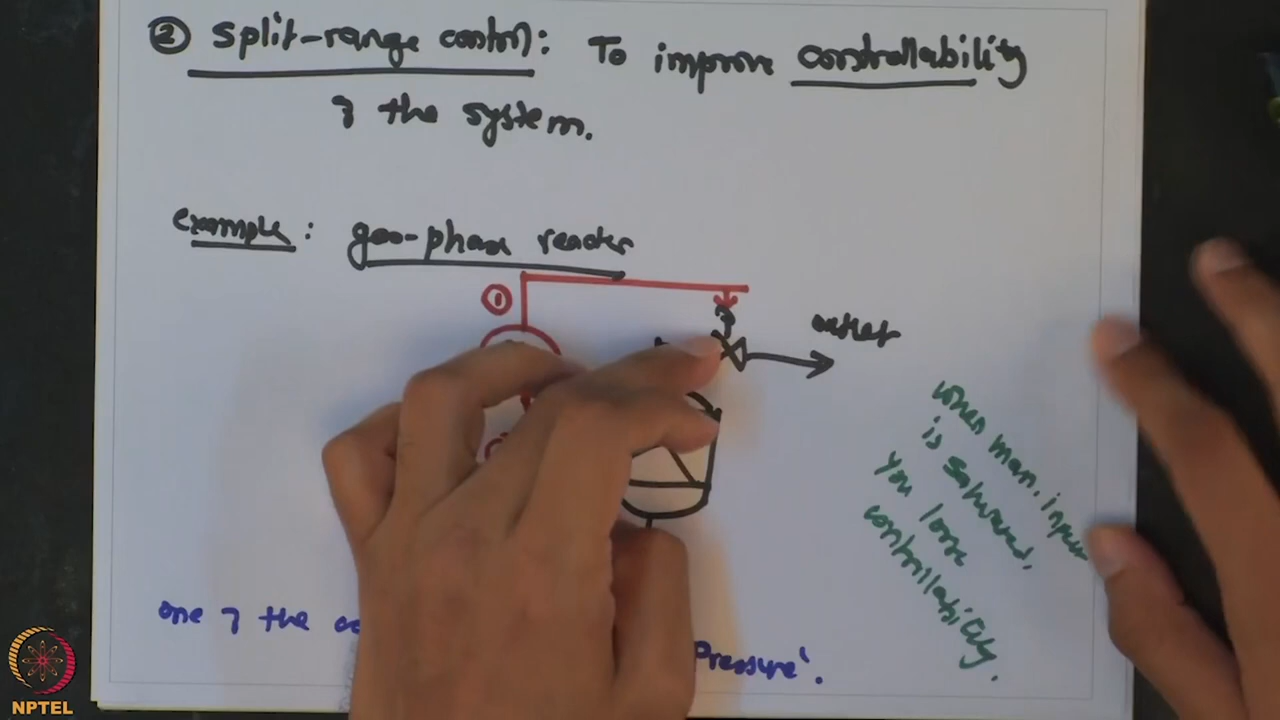 ② split-range control: To improve controllability
of the system.
example: gas-phase reactor
①
outlet
when man. input
is saturated,
you loose
controllability.
one of the
Pressure'.
NPTEL